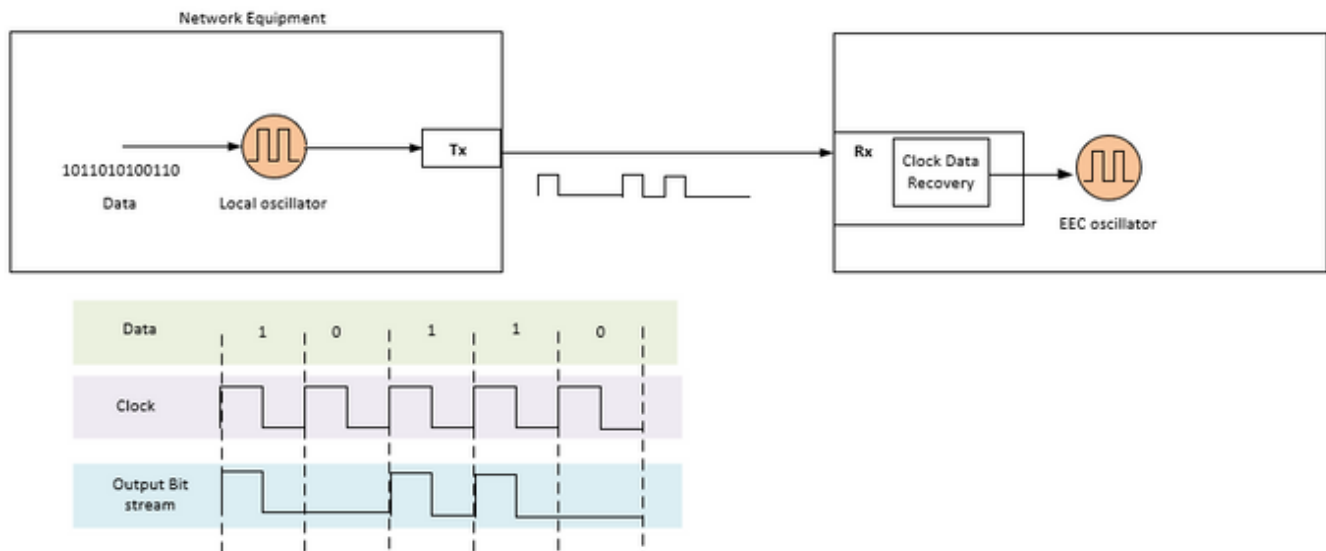 Network Equipment
1011010100110
Data
Local oscillator
Tx
Rx
Clock Data
Recovery
EEC oscillator
Data 1 0 1 1 0
Clock
Output Bit
stream